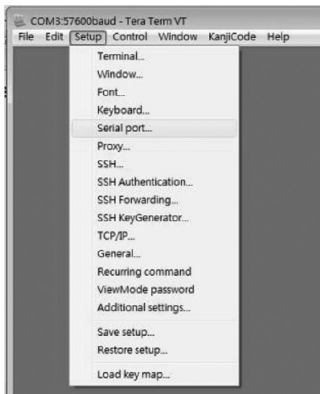 COM3:57600baud - Tera Term VT
File Edit Setup Control Window KanjiCode Help
Terminal...
Window...
Font...
Keyboard...
Serial port...
Proxy...
SSH...
SSH Authentication...
SSH Forwarding...
SSH KeyGenerator...
TCP/IP...
General...
Recurring command
ViewMode password
Additional settings...
Save setup...
Restore setup...
Load key map...